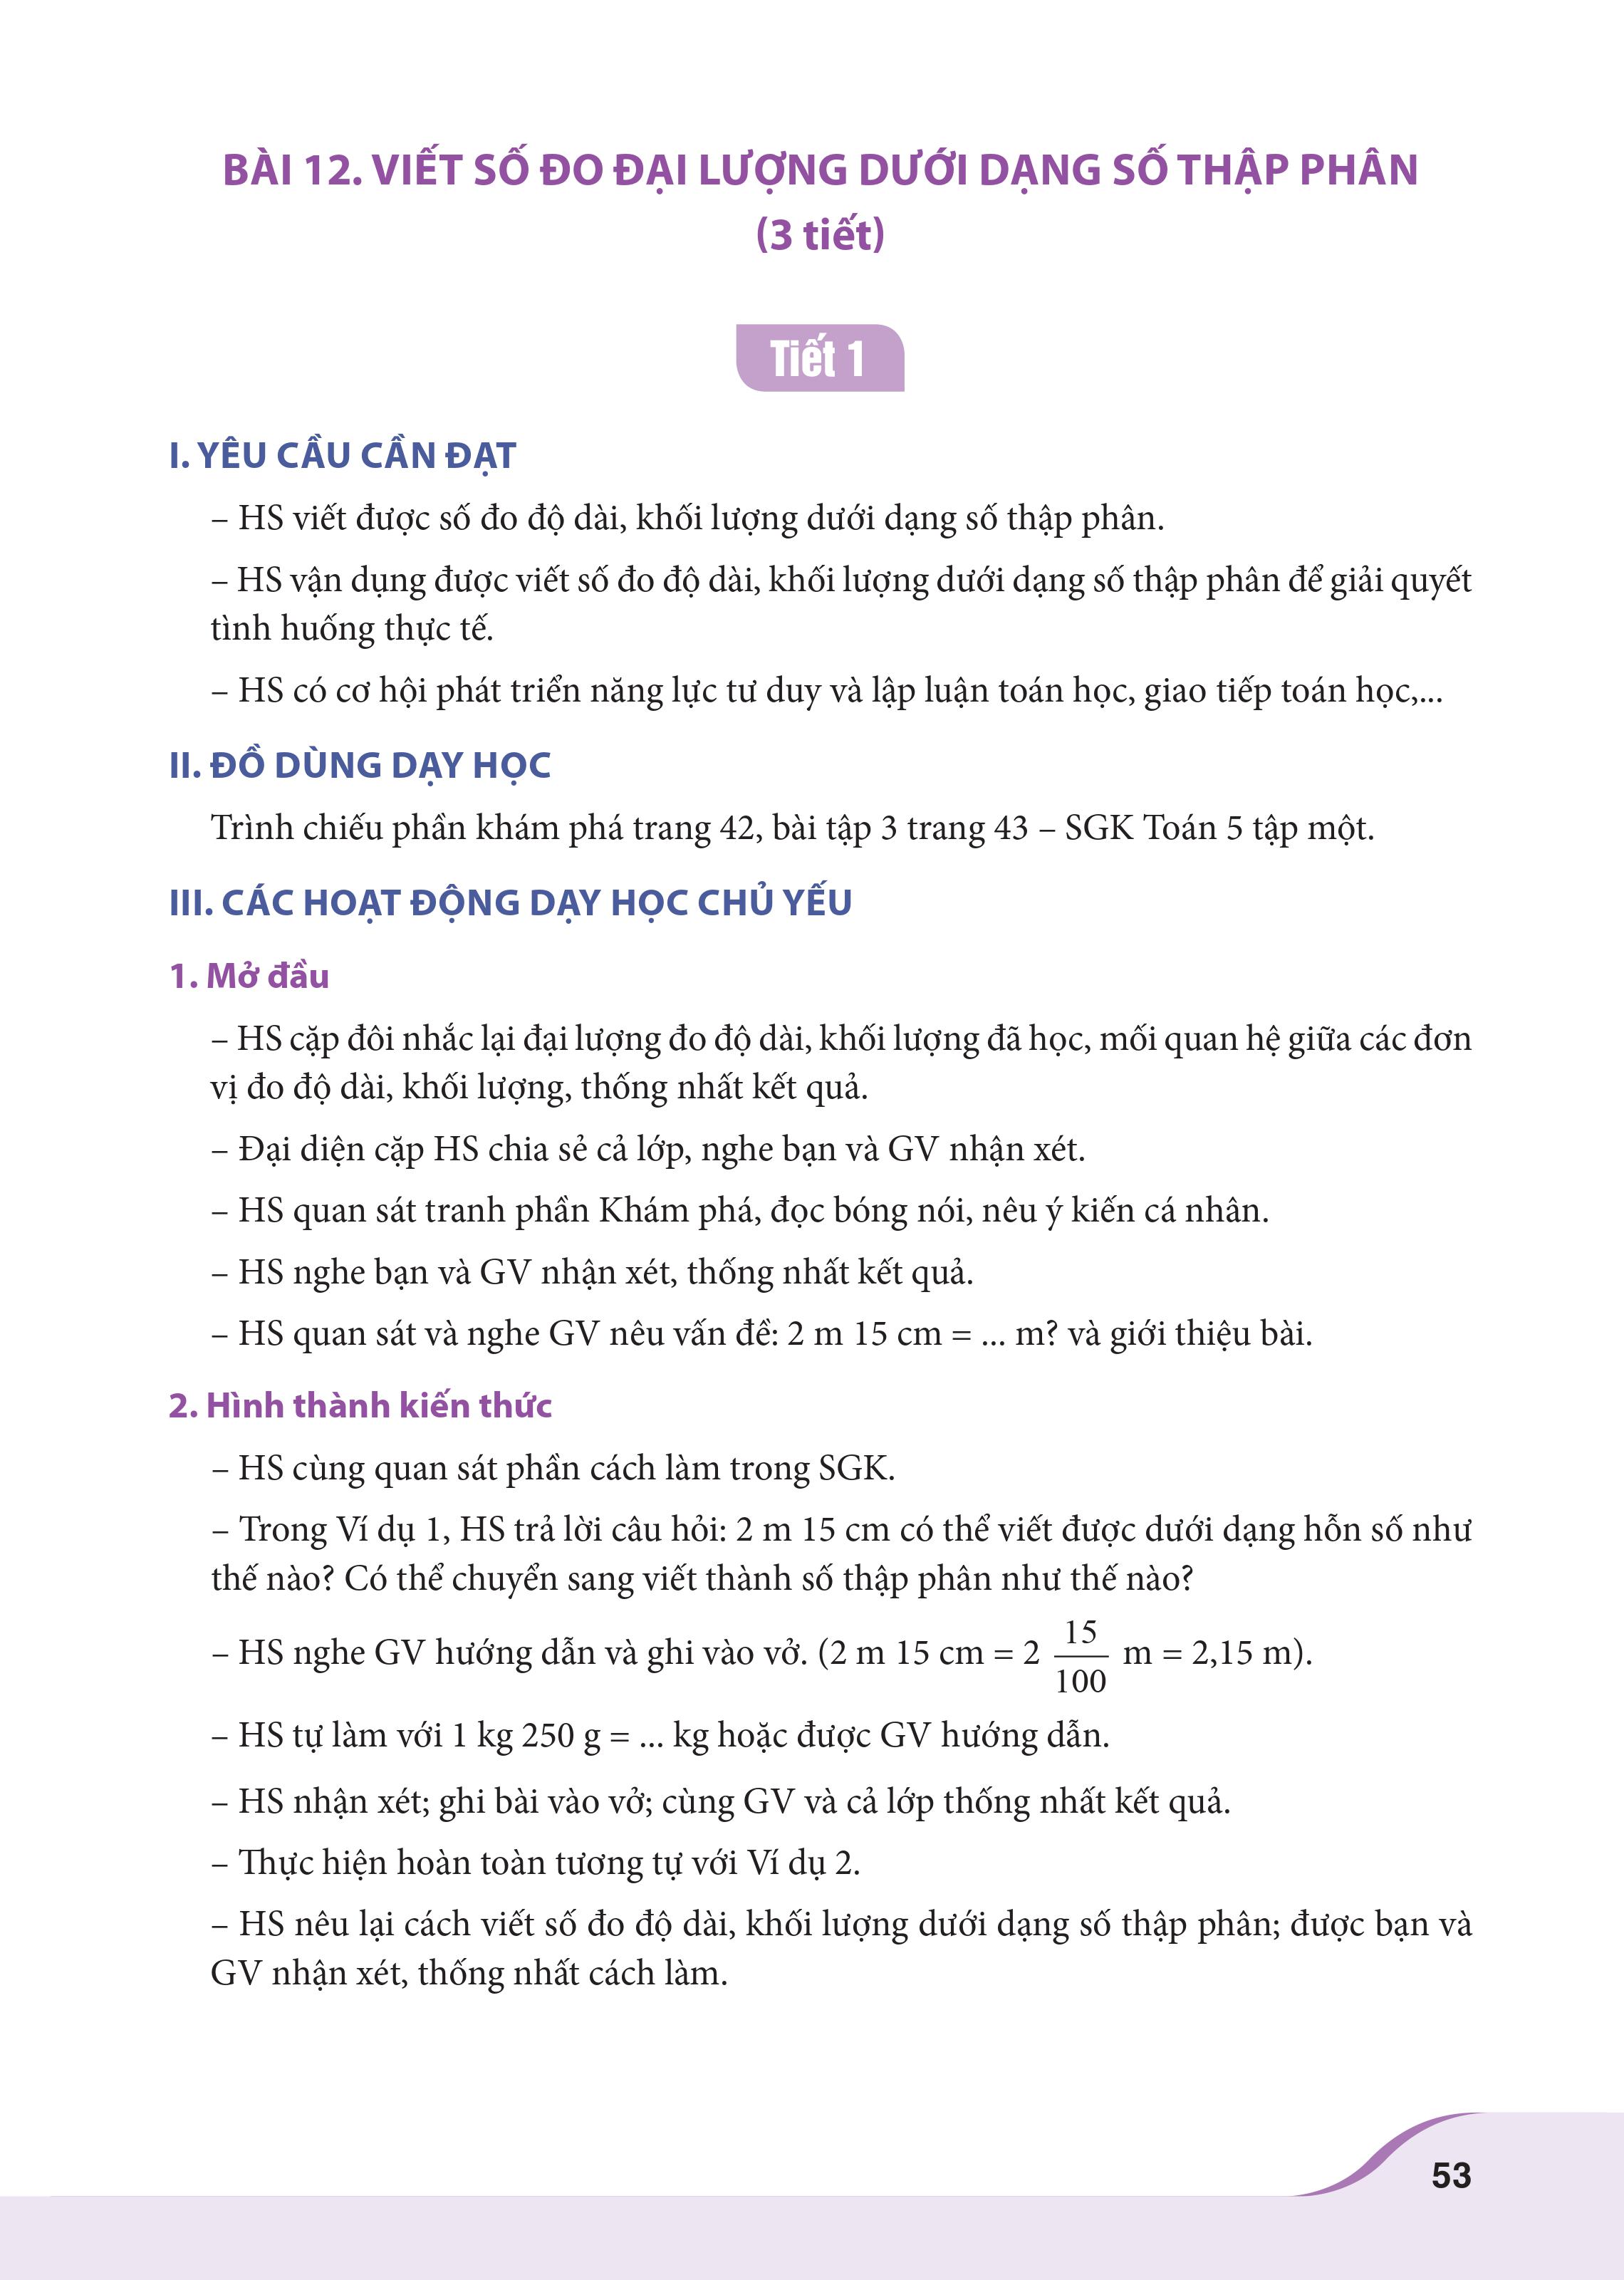 BÀI 12. VIẾT SỐ ĐO ĐẠI LƯỢNG DƯỚI DẠNG SỐ THẬP PHÂN
(3 tiết)
Tiết 1
I. YÊU CẦU CẦN ĐẠT
– HS viết được số đo độ dài, khối lượng dưới dạng số thập phân.
– HS vận dụng được viết số đo độ dài, khối lượng dưới dạng số thập phân để giải quyết
tình huống thực tế.
– HS có cơ hội phát triển năng lực tư duy và lập luận toán học, giao tiếp toán học,...
II. ĐỒ DÙNG DẠY HỌC
Trình chiếu phần khám phá trang 42, bài tập 3 trang 43 – SGK Toán 5 tập một.
III. CÁC HOẠT ĐỘNG DẠY HỌC CHỦ YẾU
1. Mở đầu
– HS cặp đôi nhắc lại đại lượng đo độ dài, khối lượng đã học, mối quan hệ giữa các đơn
vị đo độ dài, khối lượng, thống nhất kết quả.
– Đại diện cặp HS chia sẻ cả lớp, nghe bạn và GV nhận xét.
– HS quan sát tranh phần Khám phá, đọc bóng nói, nêu ý kiến cá nhân.
– HS nghe bạn và GV nhận xét, thống nhất kết quả.
– HS quan sát và nghe GV nêu vấn đề: 2 m 15 cm = ... m? và giới thiệu bài.
2. Hình thành kiến thức
– HS cùng quan sát phần cách làm trong SGK.
– Trong Ví dụ 1, HS trả lời câu hỏi: 2 m 15 cm có thể viết được dưới dạng hỗn số như
thế nào? Có thể chuyển sang viết thành số thập phân như thế nào?
– HS nghe GV hướng dẫn và ghi vào vở. (2 m 15 cm = 2 15/100 m = 2,15 m).
– HS tự làm với 1 kg 250 g = ... kg hoặc được GV hướng dẫn.
– HS nhận xét; ghi bài vào vở; cùng GV và cả lớp thống nhất kết quả.
– Thực hiện hoàn toàn tương tự với Ví dụ 2.
– HS nêu lại cách viết số đo độ dài, khối lượng dưới dạng số thập phân; được bạn và
GV nhận xét, thống nhất cách làm.
53